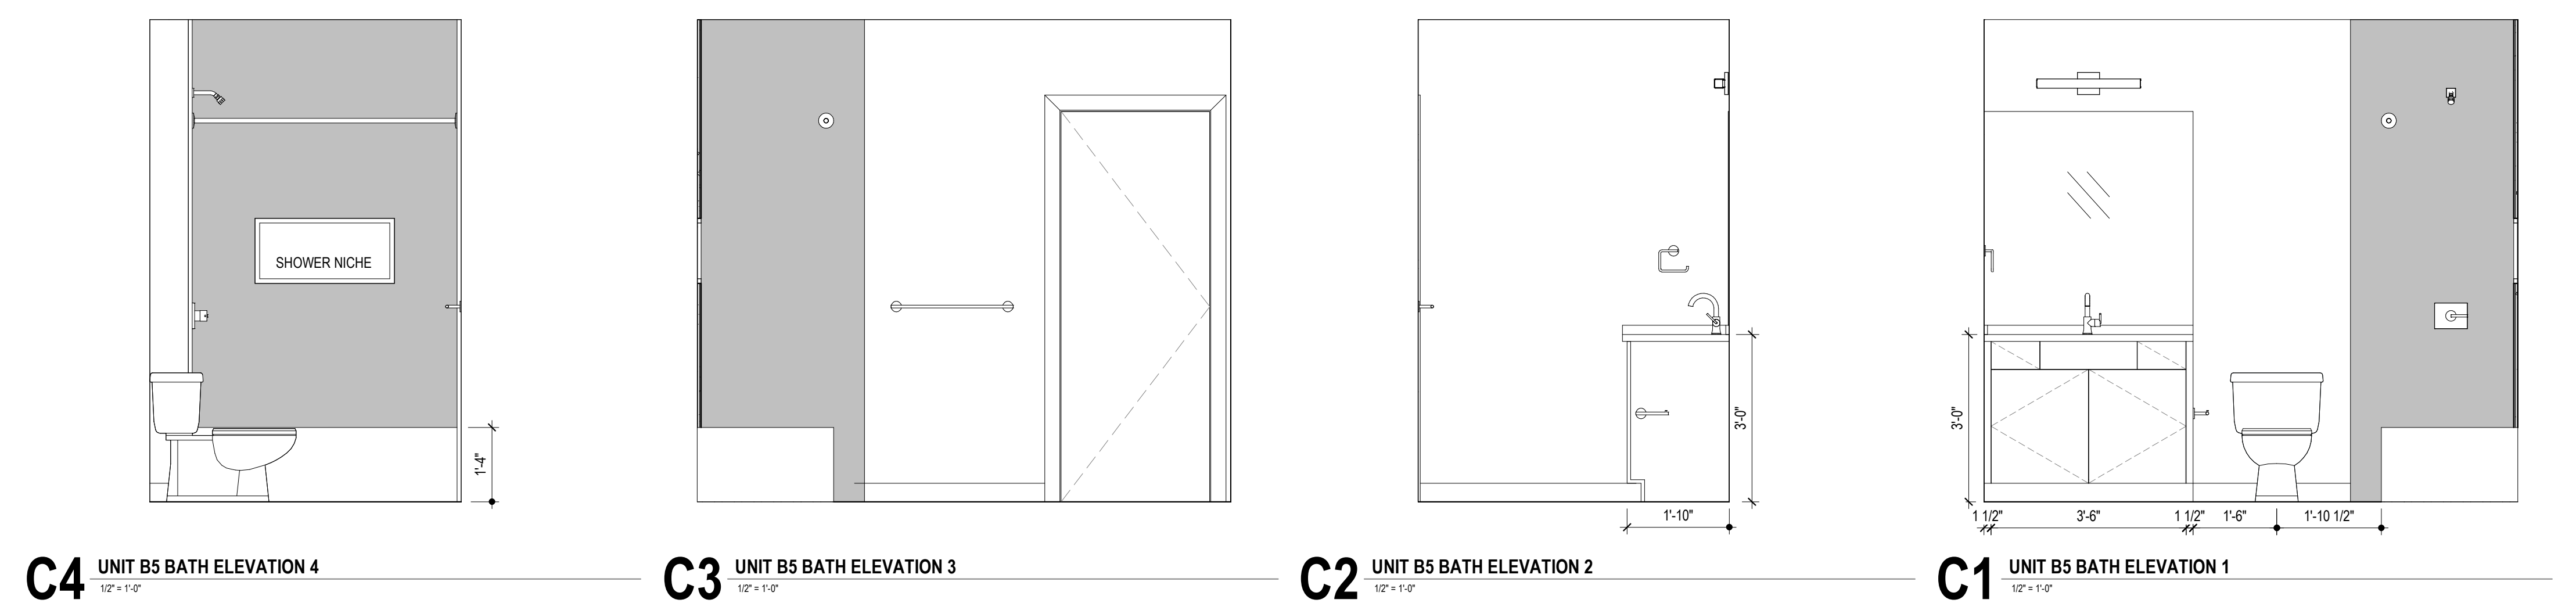 SHOWER NICHE
1'-4"
C4
UNIT B5 BATH ELEVATION 4
1/2" = 1'-0"
C3
UNIT B5 BATH ELEVATION 3
1/2" = 1'-0"
3'-0"
1'-10"
C2
UNIT B5 BATH ELEVATION 2
1/2" = 1'-0"
3'-0"
1 1/2" 3'-6" 1 1/2" 1'-6" 1'-10 1/2"
C1
UNIT B5 BATH ELEVATION 1
1/2" = 1'-0"